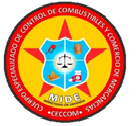 CUERPO ESPECIALIZADO DE CONTROL DE COMBUSTIBLES Y COMERCIO DE MERCANCIAS
MIDE
•CECCOM•